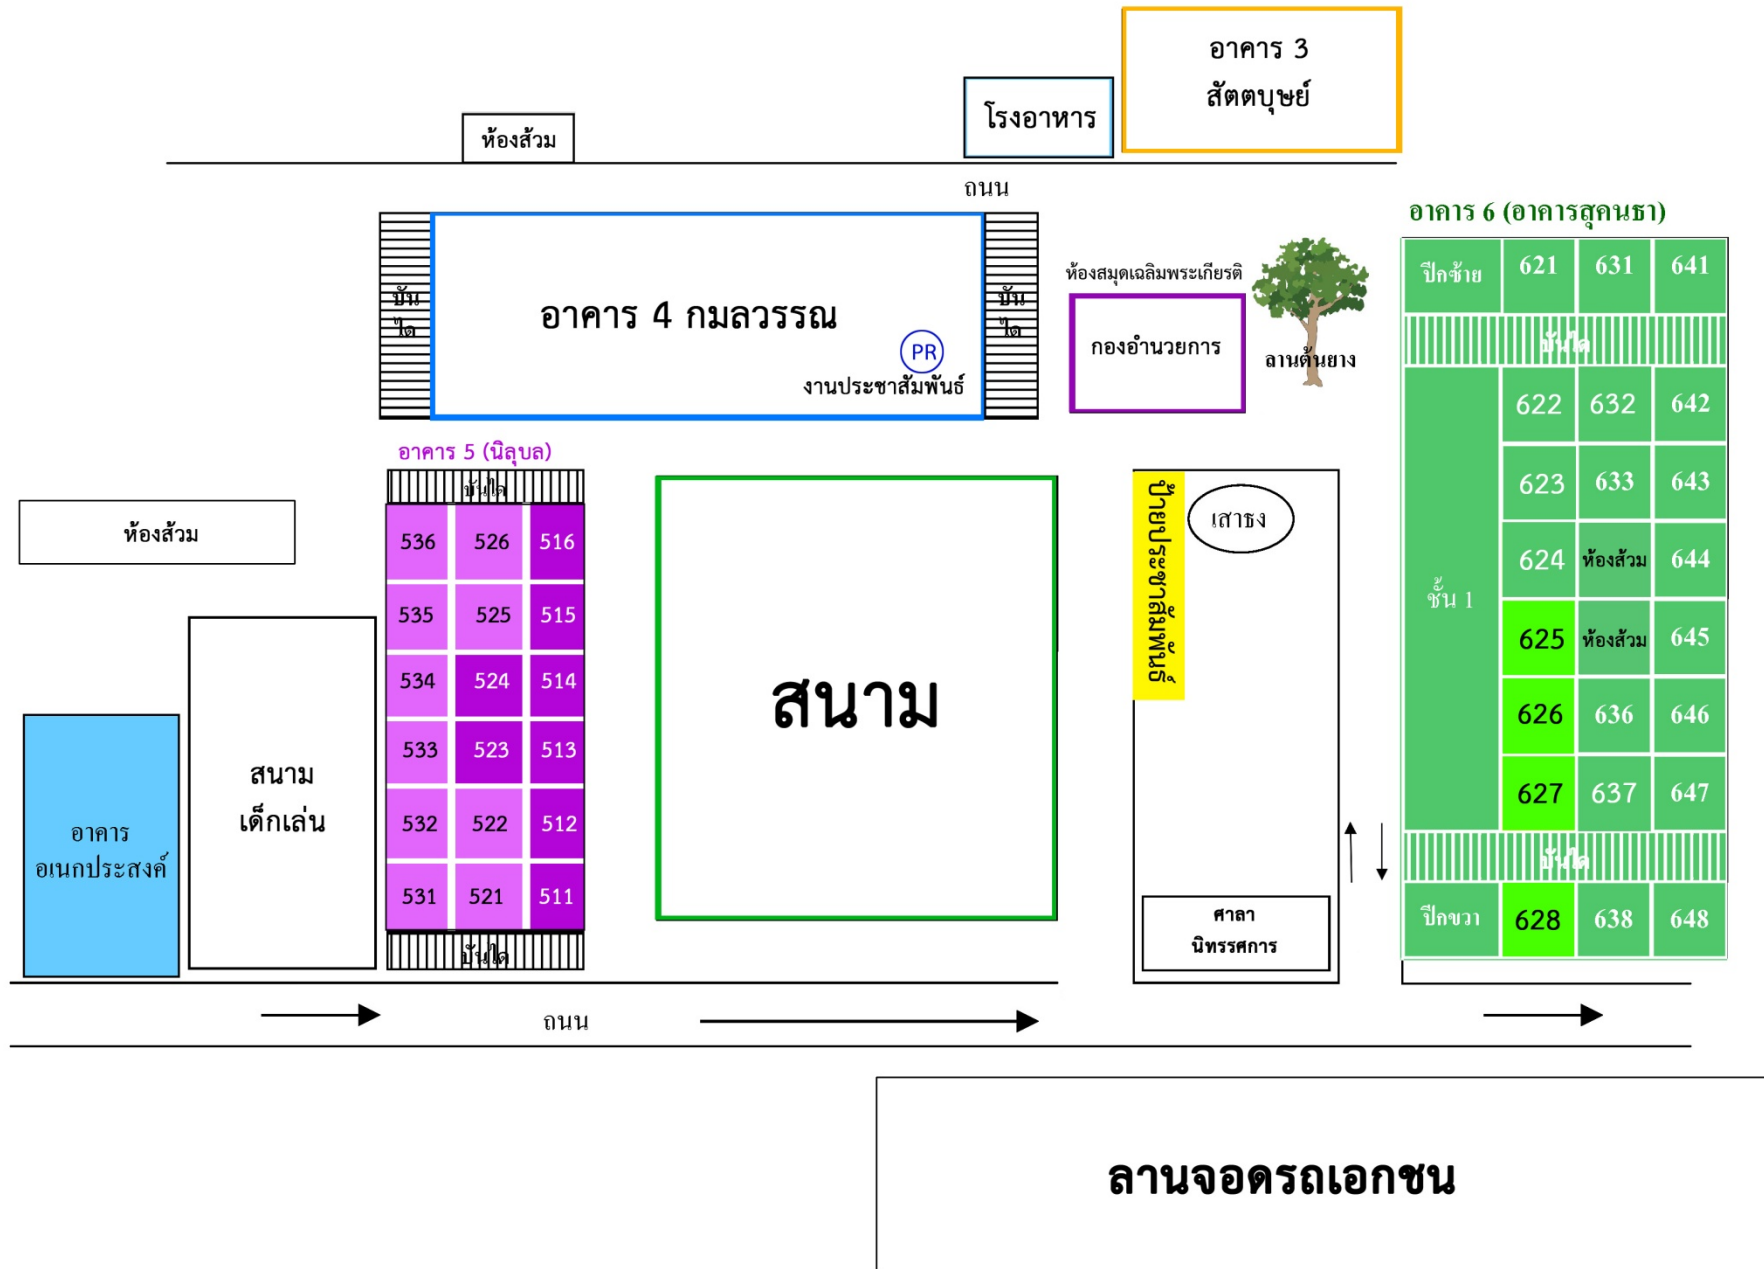 อาคาร 3
สัตตบุษย์
โรงอาหาร
ห้องส้วม
ถนน
อาคาร 6 (อาคารสุคนธา)
บันได
อาคาร 4 กมลวรรณ
PR
งานประชาสัมพันธ์
บันได
ห้องสมุดเฉลิมพระเกียรติ
กองอำนวยการ
ลานต้นยาง
ปีกซ้าย 621 631 641
บันได
622 632 642
623 633 643
624 ห้องส้วม 644
ชั้น 1
625 ห้องส้วม 645
626 636 646
627 637 647
บันได
ปีกขวา 628 638 648
อาคาร 5 (นิลุบล)
บันได
536 526 516
535 525 515
534 524 514
533 523 513
532 522 512
531 521 511
บันได
ห้องส้วม
สนาม
เด็กเล่น
อาคาร
อเนกประสงค์
สนาม
ป้ายประชาสัมพันธ์
เสาธง
ศาลา
นิทรรศการ
ถนน
ลานจอดรถเอกชน